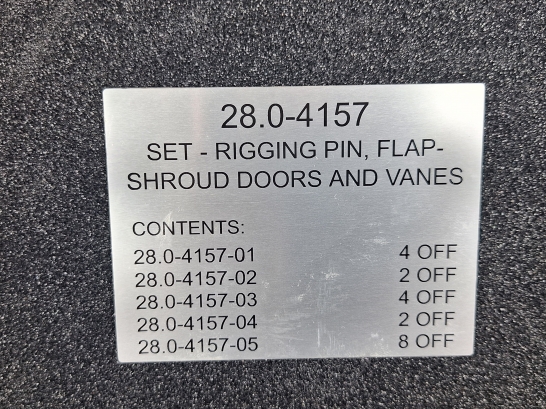 28.0-4157
SET - RIGGING PIN, FLAP-
SHROUD DOORS AND VANES
CONTENTS:
28.0-4157-01 4 OFF
28.0-4157-02 2 OFF
28.0-4157-03 4 OFF
28.0-4157-04 2 OFF
28.0-4157-05 8 OFF